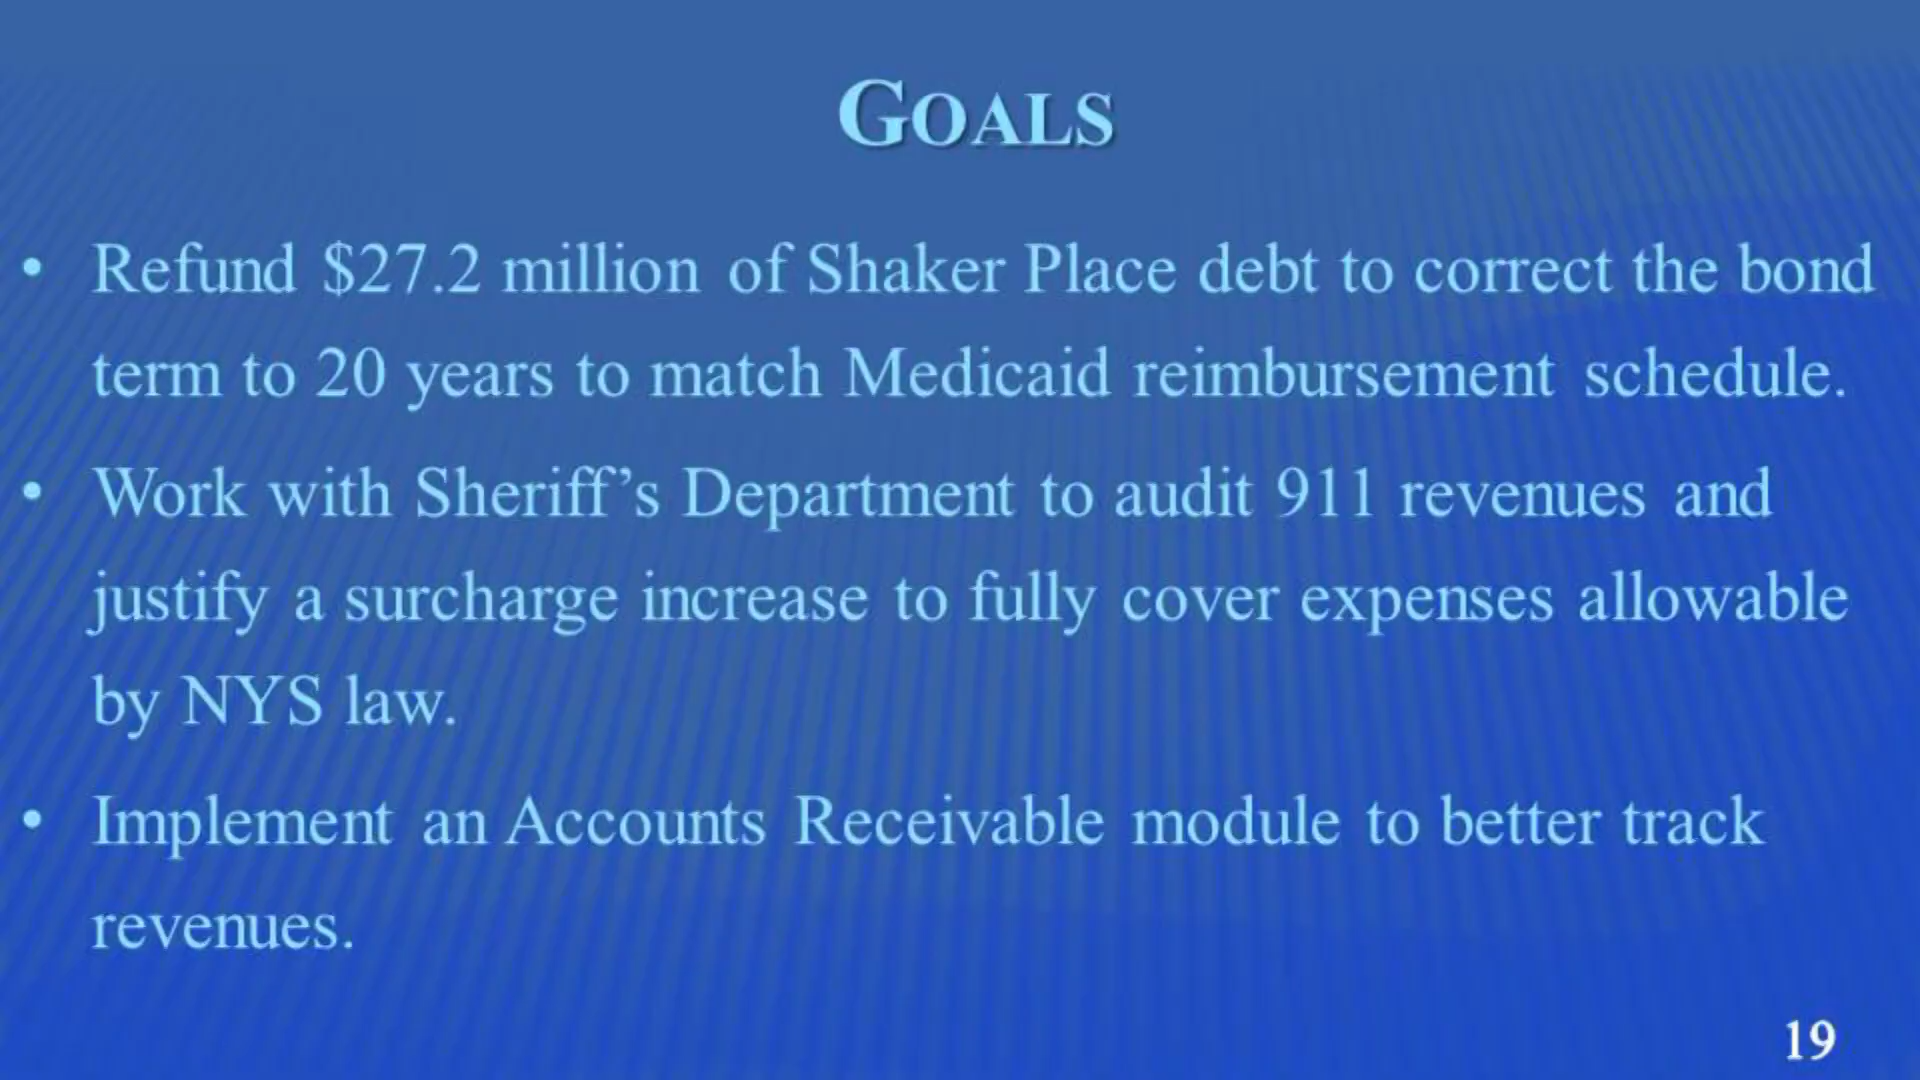 GOALS
• Refund $27.2 million of Shaker Place debt to correct the bond
term to 20 years to match Medicaid reimbursement schedule.
• Work with Sheriff’s Department to audit 911 revenues and
justify a surcharge increase to fully cover expenses allowable
by NYS law.
• Implement an Accounts Receivable module to better track
revenues.
19